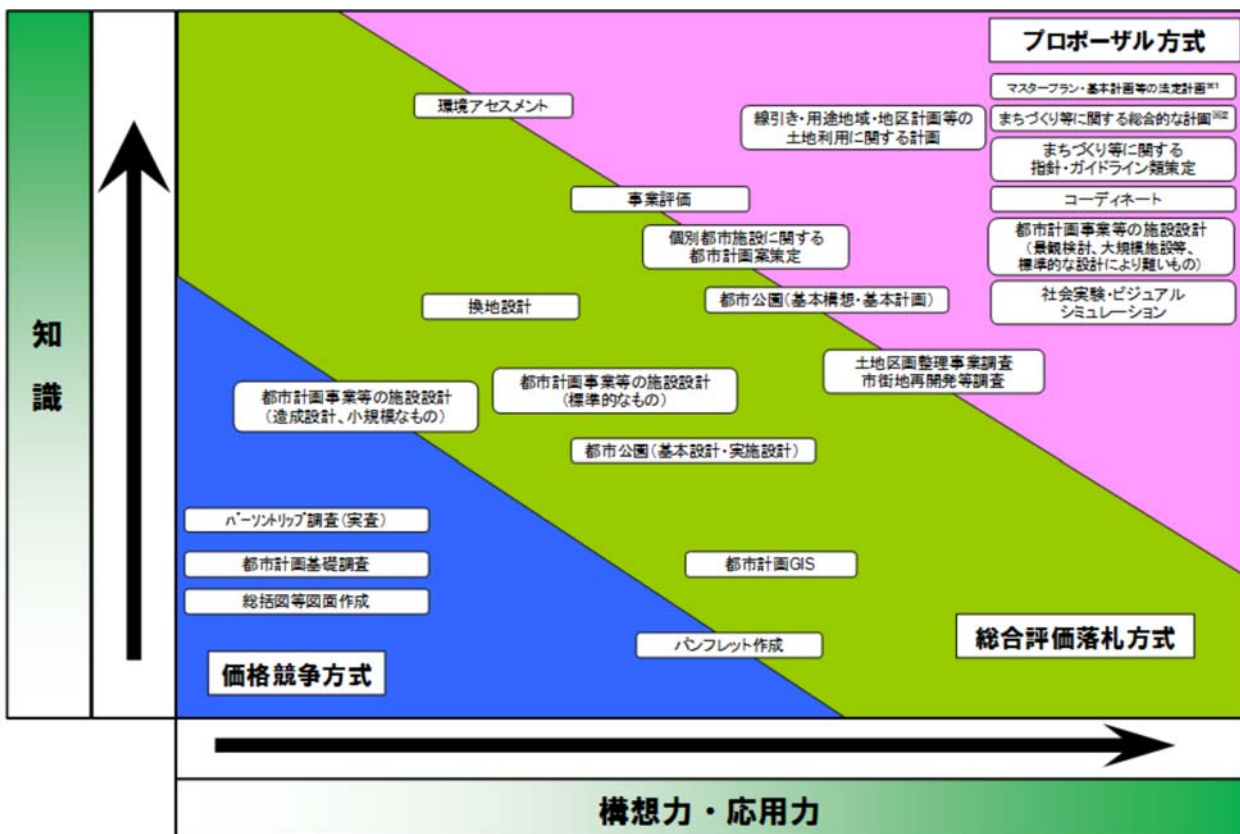 プロポーザル方式
マスタープラン・基本計画等の法定計画※1
環境アセスメント
線引き・用途地域・地区計画等の
土地利用に関する計画
まちづくり等に関する総合的な計画※2
まちづくり等に関する
指針・ガイドライン類策定
事業評価
コーディネート
個別都市施設に関する
都市計画案策定
都市計画事業等の施設設計
(景観検討、大規模施設等、
標準的な設計により難いもの)
換地設計
都市公園(基本構想・基本計画)
社会実験・ビジュアル
シミュレーション
知
識
土地区画整理事業調査
市街地再開発等調査
都市計画事業等の施設設計
(造成設計、小規模なもの)
都市計画事業等の施設設計
(標準的なもの)
都市公園(基本設計・実施設計)
パーソントリップ調査(実査)
都市計画基礎調査
都市計画GIS
総括図等図面作成
パンフレット作成
総合評価落札方式
価格競争方式
構想力・応用力